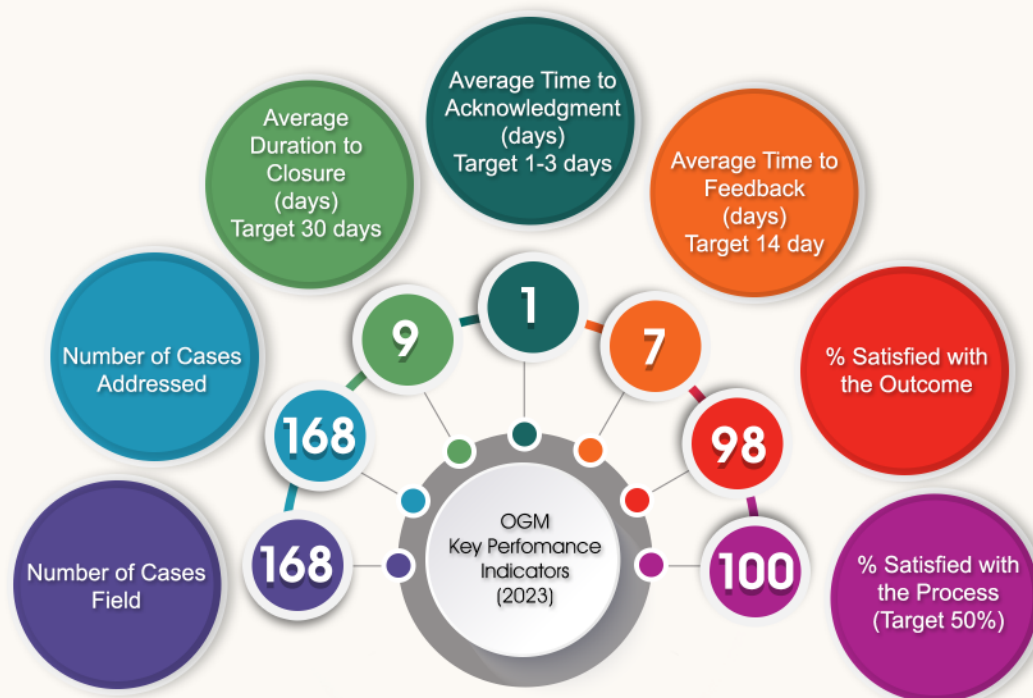 Average Time to
Acknowledgment
(days)
Target 1-3 days
Average
Duration to
Closure
(days)
Target 30 days
Average Time to
Feedback
(days)
Target 14 day
1
9
7
Number of Cases
Addressed
% Satisfied with
the Outcome
168
98
OGM
Key Perfomance
Indicators
(2023)
168
100
Number of Cases
Field
% Satisfied with
the Process
(Target 50%)